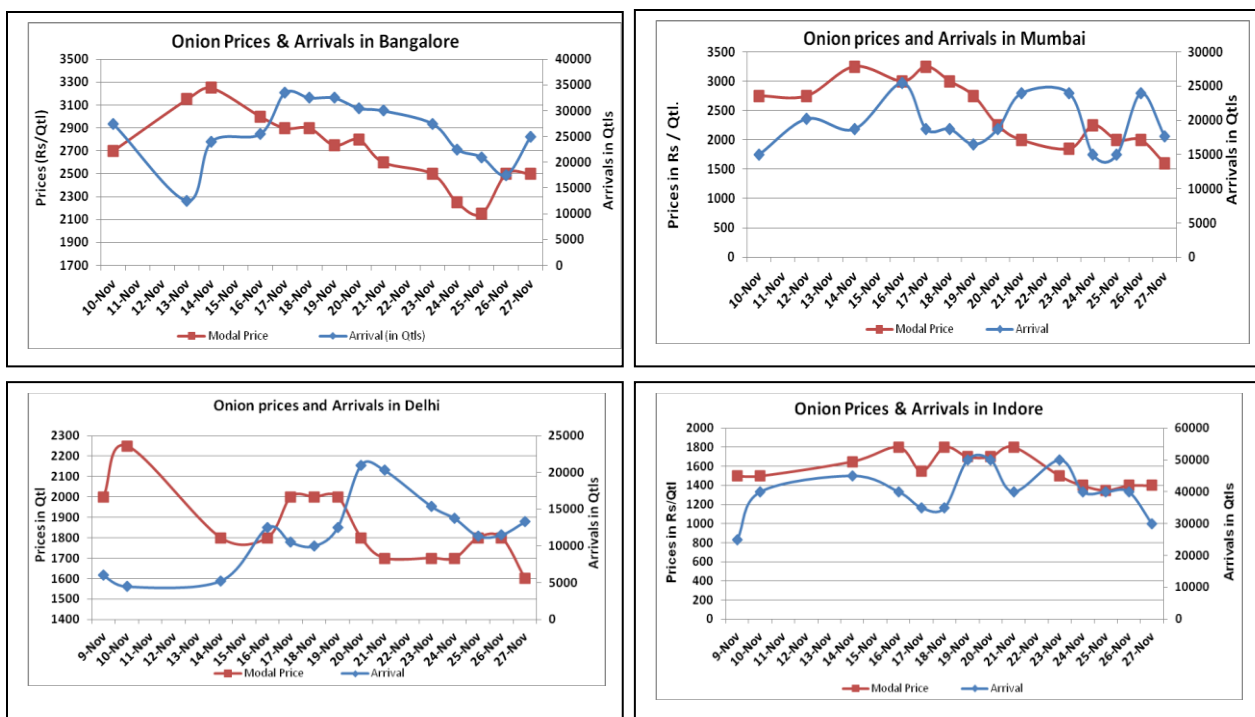 Onion Prices & Arrivals in Bangalore
Prices (Rs/Qtl)
3500
3300
3100
2900
2700
2500
2300
2100
1900
1700
40000
35000
30000
25000
20000
15000
10000
5000
0
Arrivals in Qtls
10-Nov
11-Nov
12-Nov
13-Nov
14-Nov
15-Nov
16-Nov
17-Nov
18-Nov
19-Nov
20-Nov
21-Nov
22-Nov
23-Nov
24-Nov
25-Nov
26-Nov
27-Nov
Modal Price Arrival (in Qtls)
Onion prices and Arrivals in Mumbai
Prices in Rs / Qtl.
3500
3000
2500
2000
1500
1000
500
0
30000
25000
20000
15000
10000
5000
0
Arrivals in Qtls
10-Nov
11-Nov
12-Nov
13-Nov
14-Nov
15-Nov
16-Nov
17-Nov
18-Nov
19-Nov
20-Nov
21-Nov
22-Nov
23-Nov
24-Nov
25-Nov
26-Nov
27-Nov
Modal Price Arrival
Onion prices and Arrivals in Delhi
Prices in Qtl
2300
2200
2100
2000
1900
1800
1700
1600
1500
1400
25000
20000
15000
10000
5000
0
Arrivals in Qtls
9-Nov
10-Nov
11-Nov
12-Nov
13-Nov
14-Nov
15-Nov
16-Nov
17-Nov
18-Nov
19-Nov
20-Nov
21-Nov
22-Nov
23-Nov
24-Nov
25-Nov
26-Nov
27-Nov
Modal Price Arrival
Onion Prices & Arrivals in Indore
Prices in Rs/Qtl
2000
1800
1600
1400
1200
1000
800
600
400
200
0
60000
50000
40000
30000
20000
10000
0
Arrivals in Qtls
9-Nov
10-Nov
11-Nov
12-Nov
13-Nov
14-Nov
15-Nov
16-Nov
17-Nov
18-Nov
19-Nov
20-Nov
21-Nov
22-Nov
23-Nov
24-Nov
25-Nov
26-Nov
27-Nov
Modal Price Arrival